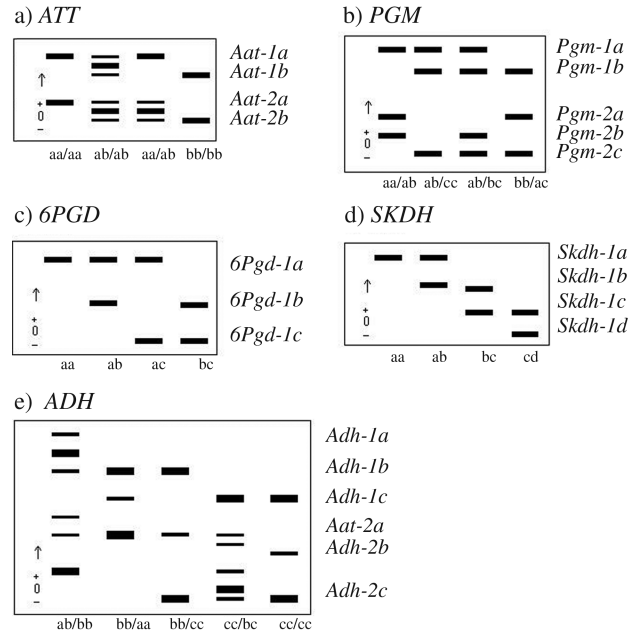 a) ATT
Aat-1a
Aat-1b
Aat-2a
Aat-2b
+
0
–
aa/aa ab/ab aa/ab bb/bb
b) PGM
Pgm-1a
Pgm-1b
Pgm-2a
Pgm-2b
Pgm-2c
+
0
–
aa/ab ab/cc ab/bc bb/ac
c) 6PGD
6Pgd-1a
6Pgd-1b
6Pgd-1c
+
0
–
aa ab ac bc
d) SKDH
Skdh-1a
Skdh-1b
Skdh-1c
Skdh-1d
+
0
–
aa ab bc cd
e) ADH
Adh-1a
Adh-1b
Adh-1c
Aat-2a
Adh-2b
Adh-2c
+
0
–
ab/bb bb/aa bb/cc cc/bc cc/cc